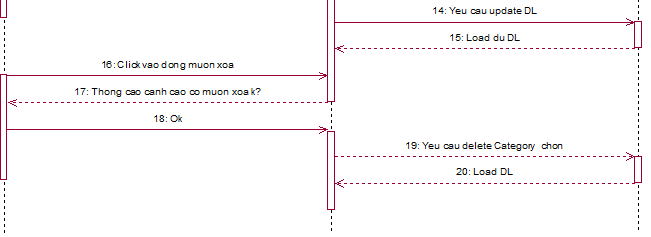 14: Yeu cau update DL
15: Load du DL
16: Click vao dong muon xoa
17: Thong cao canh cao co muon xoa k?
18: Ok
19: Yeu cau delete Category chon
20: Load DL